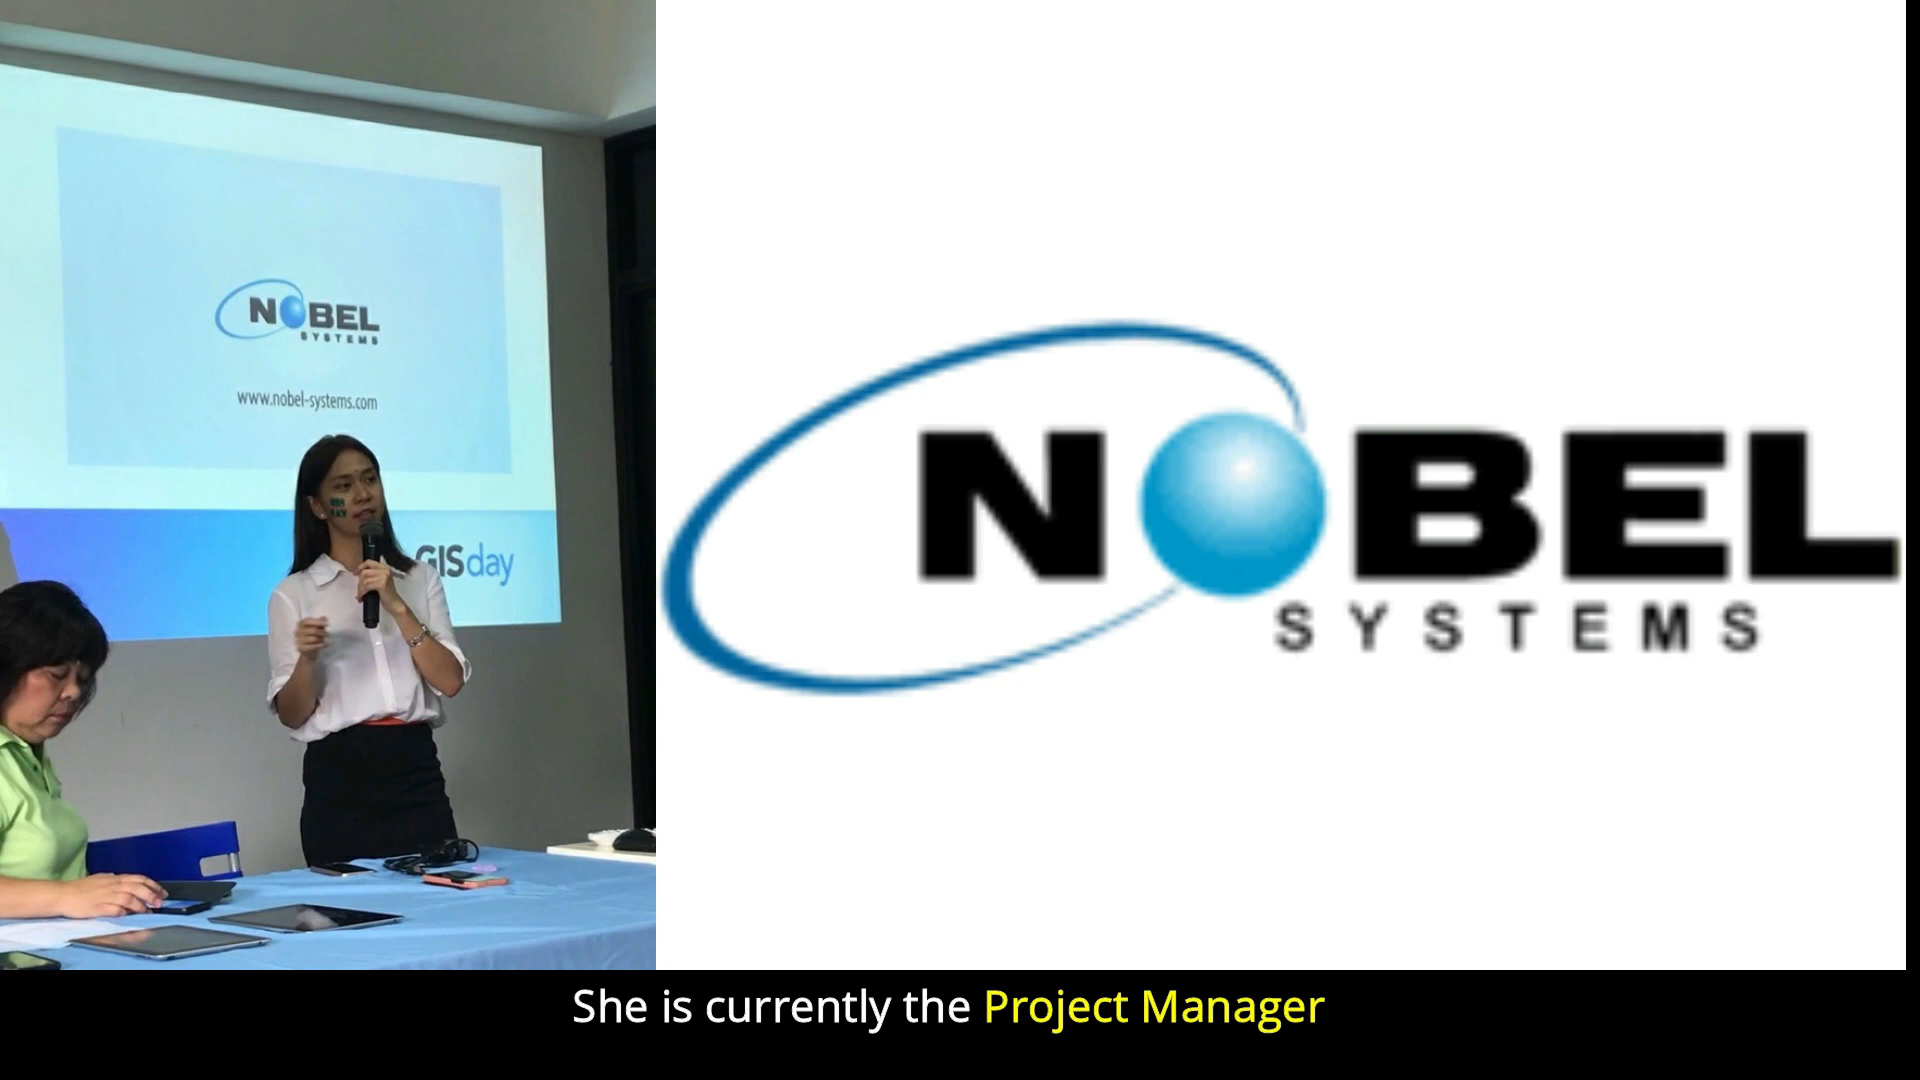 NOBEL
SYSTEMS
www.nobel-systems.com
GISday
NOBEL
SYSTEMS
She is currently the Project Manager